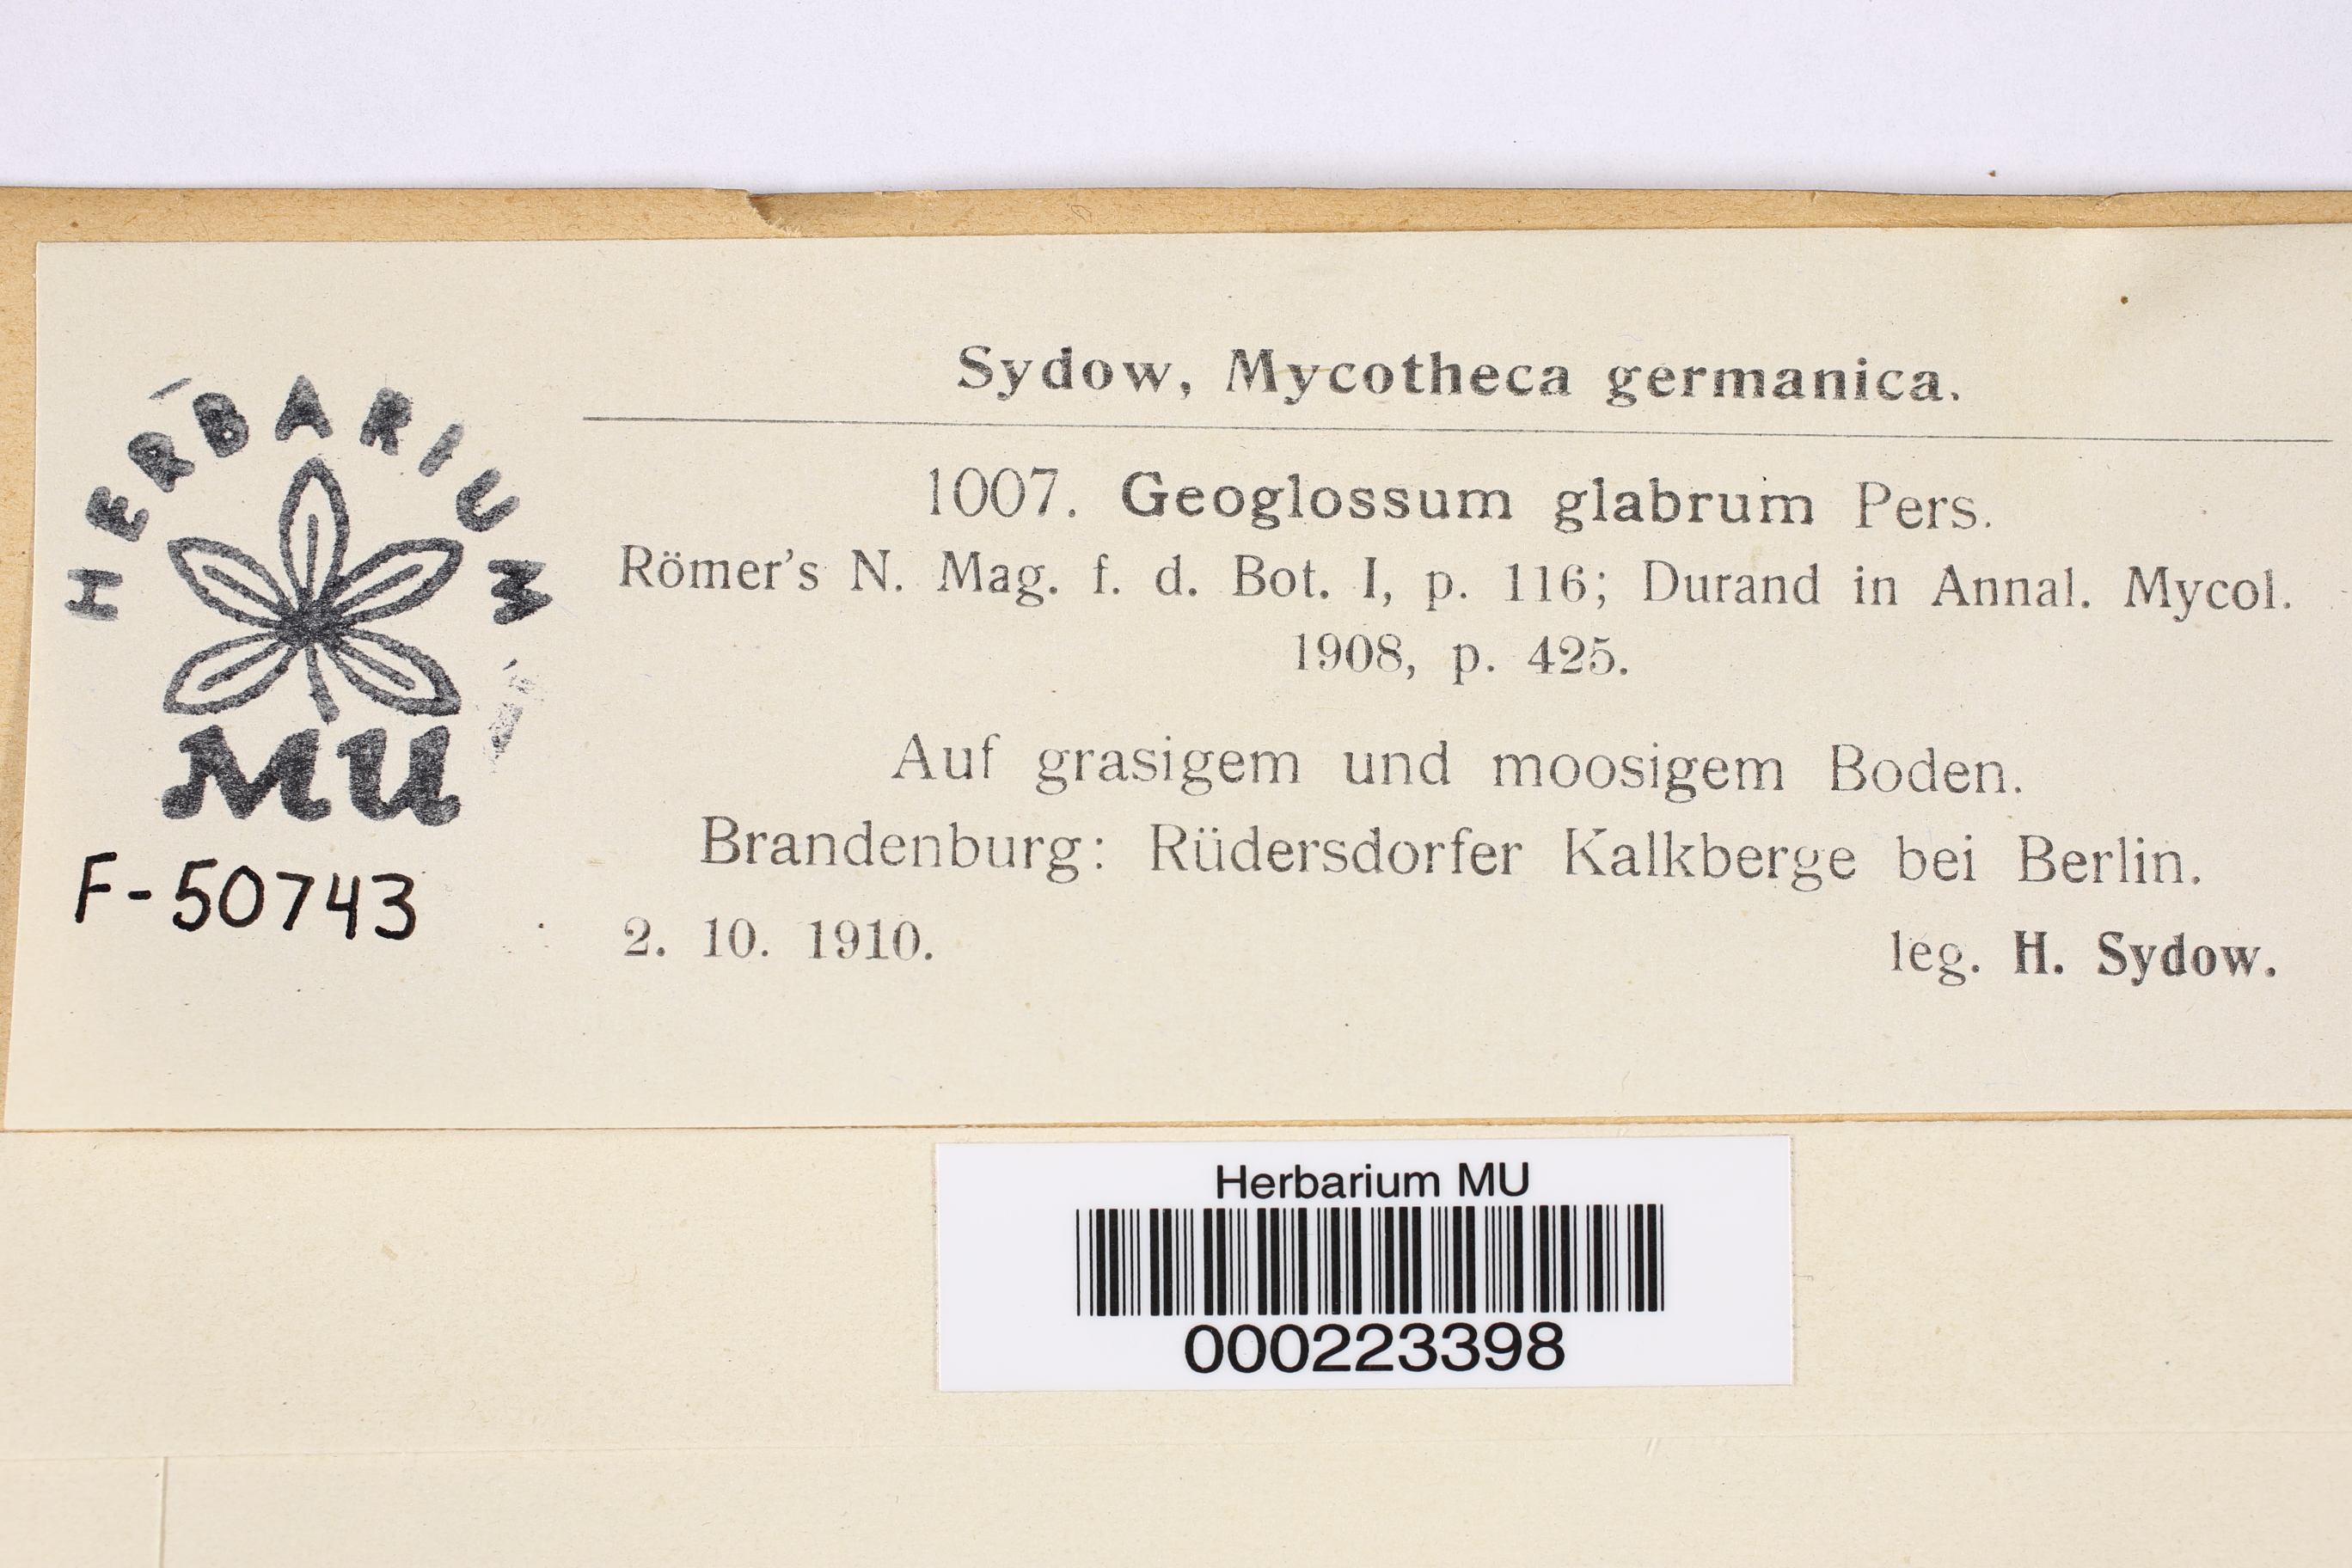 Sydow, Mycotheca germanica.
1007. Geoglossum glabrum Pers.
Römer's N. Mag. f. d. Bot. I, p. 116; Durand in Annal. Mycol.
1908, p. 425.
Auf grasigem und moosigem Boden.
Brandenburg: Rüdersdorfer Kalkberge bei Berlin.
2. 10. 1910. leg. H. Sydow.
HERBARIUM
MU
F-50743
Herbarium MU
000223398